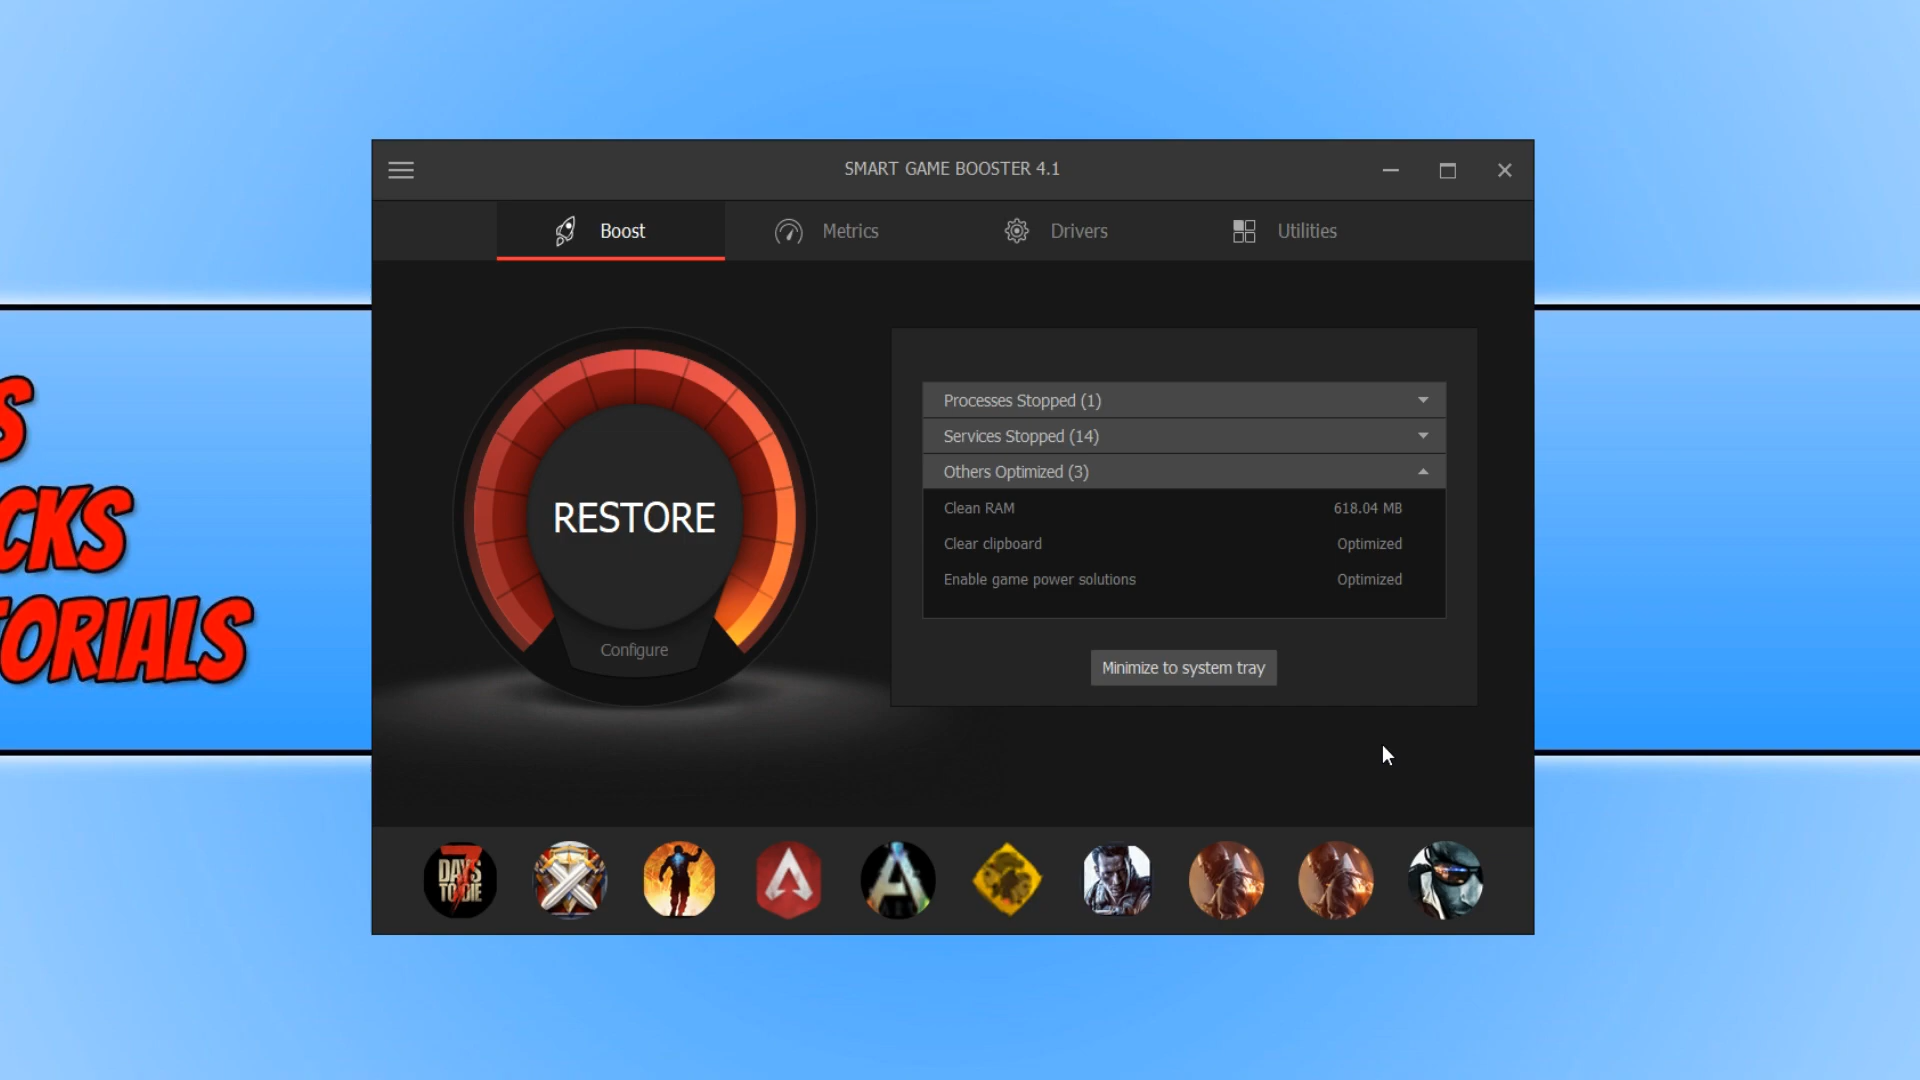 SMART GAME BOOSTER 4.1
Boost
Metrics
Drivers
Utilities
RESTORE
Configure
Processes Stopped (1)
Services Stopped (14)
Others Optimized (3)
Clean RAM 618.04 MB
Clear clipboard Optimized
Enable game power solutions Optimized
Minimize to system tray
S
CKS
TORIALS
7
DAYS
TO DIE